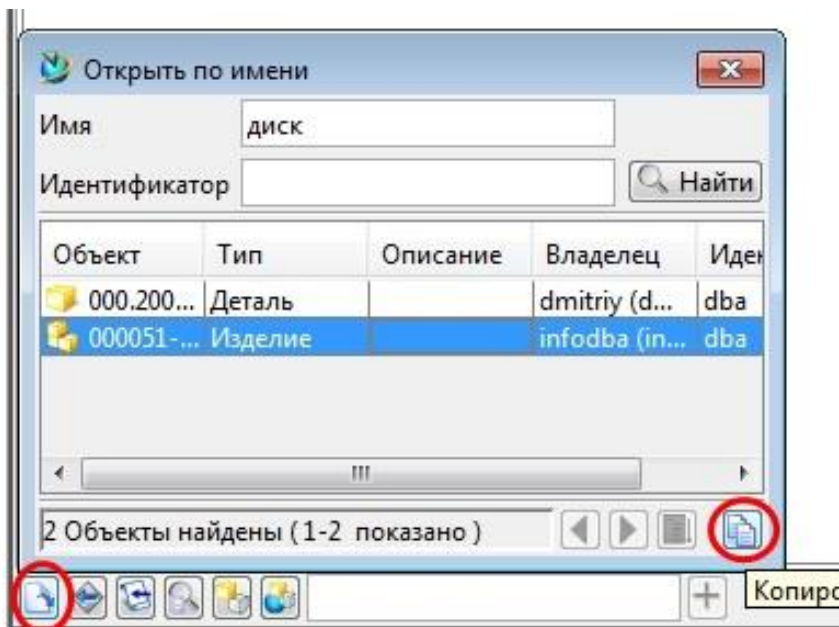 Открыть по имени
Имя диск
Идентификатор Найти
Объект Тип Описание Владелец
000.200... Деталь dmitriy (d... dba
000051-... Изделие infodba (in... dba
2 Объекты найдены ( 1-2 показано )
Копиро